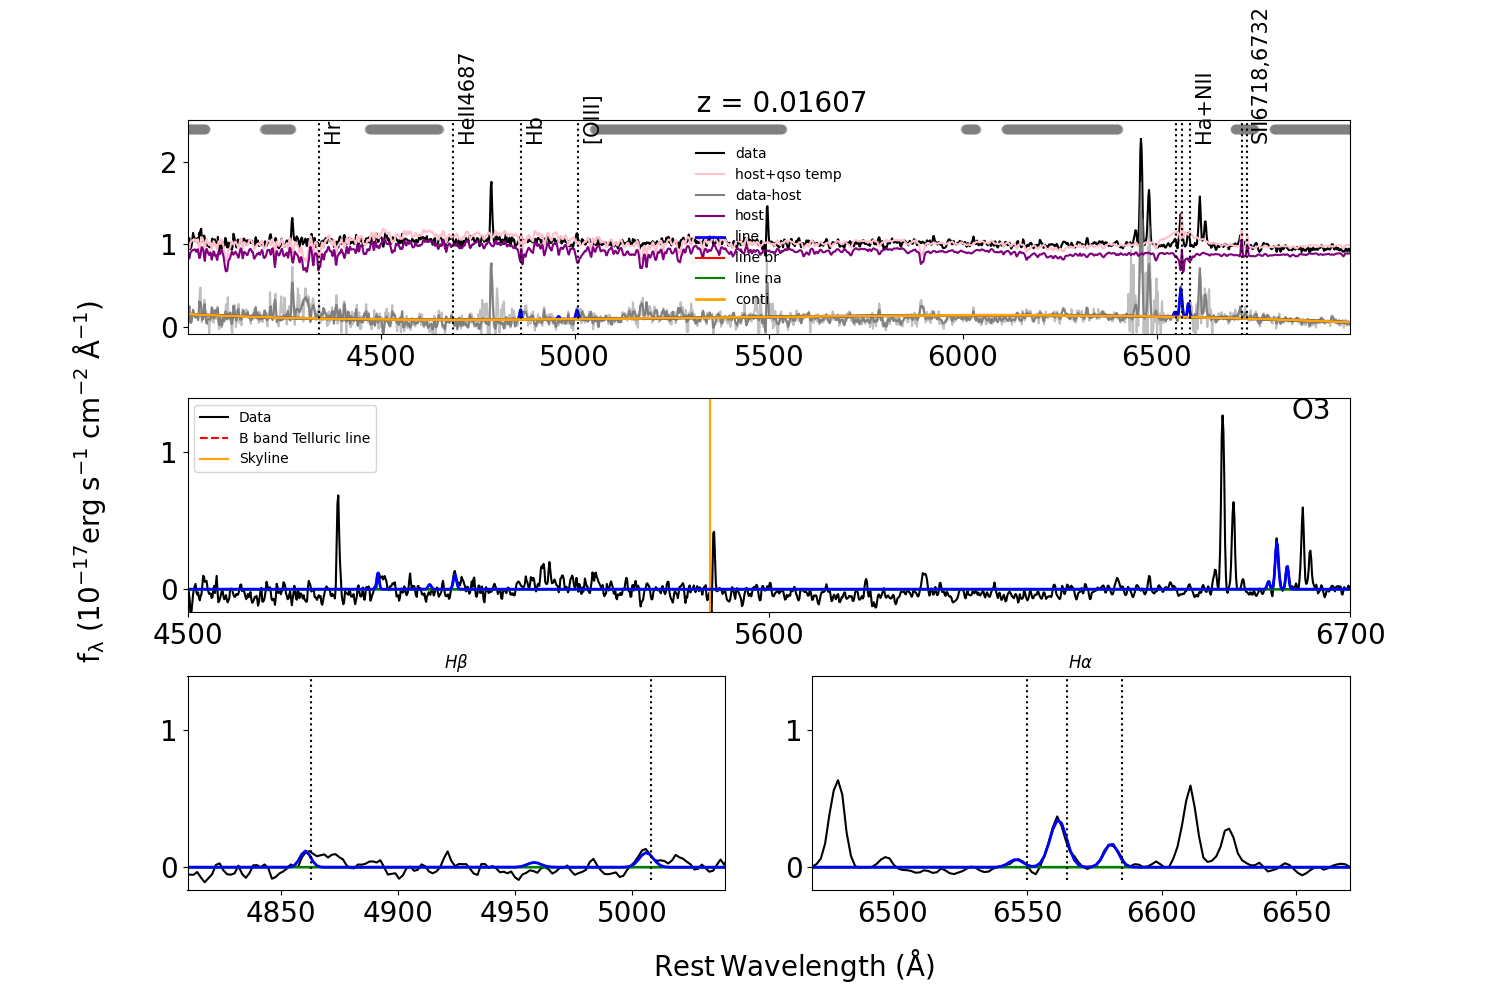 z = 0.01607
Hr
HeII4687
Hb
[OIII]
Ha+NII
SII6718,6732
data
host+qso temp
data-host
host
line
line br
line na
conti
2
1
0
4500
5000
5500
6000
6500
O3
Data
B band Telluric line
Skyline
1
0
4500
5600
6700
fλ (10−17erg s−1 cm−2 Å−1)
Hβ
1
0
4850
4900
4950
5000
Hα
1
0
6500
6550
6600
6650
Rest Wavelength (Å)